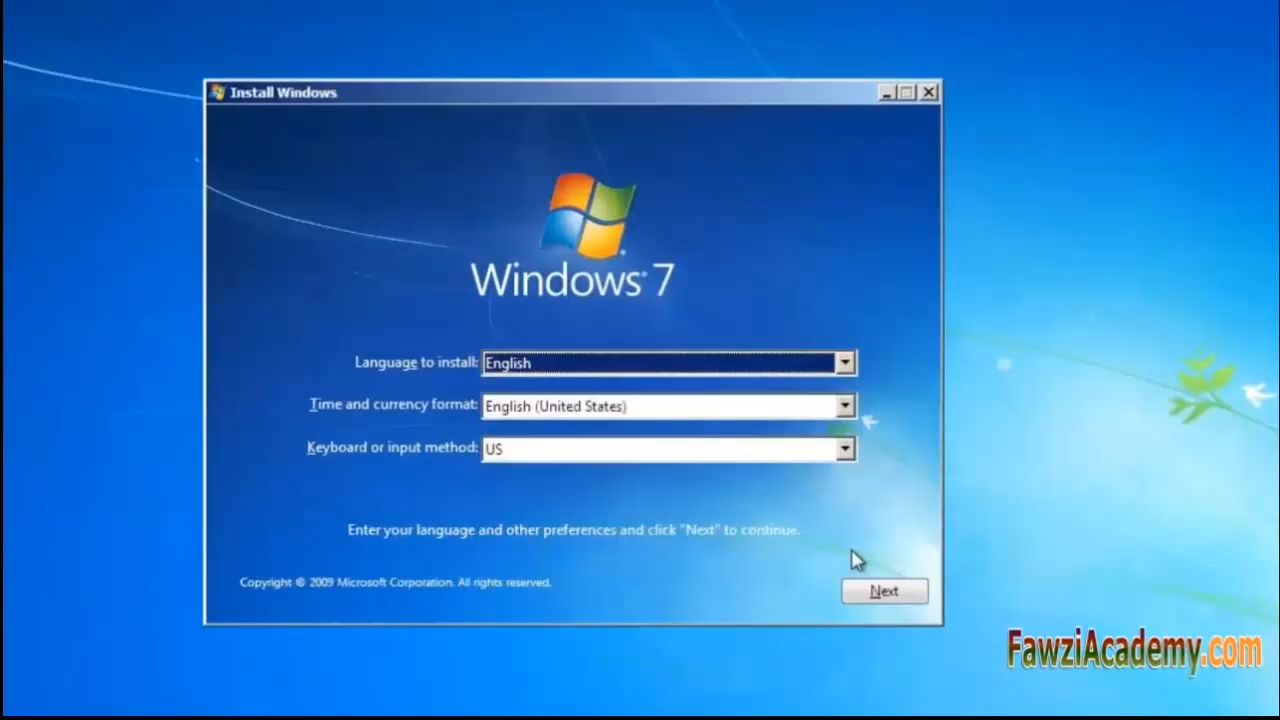 Install Windows
Windows 7
Language to install: English
Time and currency format: English (United States)
Keyboard or input method: US
Enter your language and other preferences and click "Next" to continue.
Copyright © 2009 Microsoft Corporation. All rights reserved.
Next
FawziAcademy.com